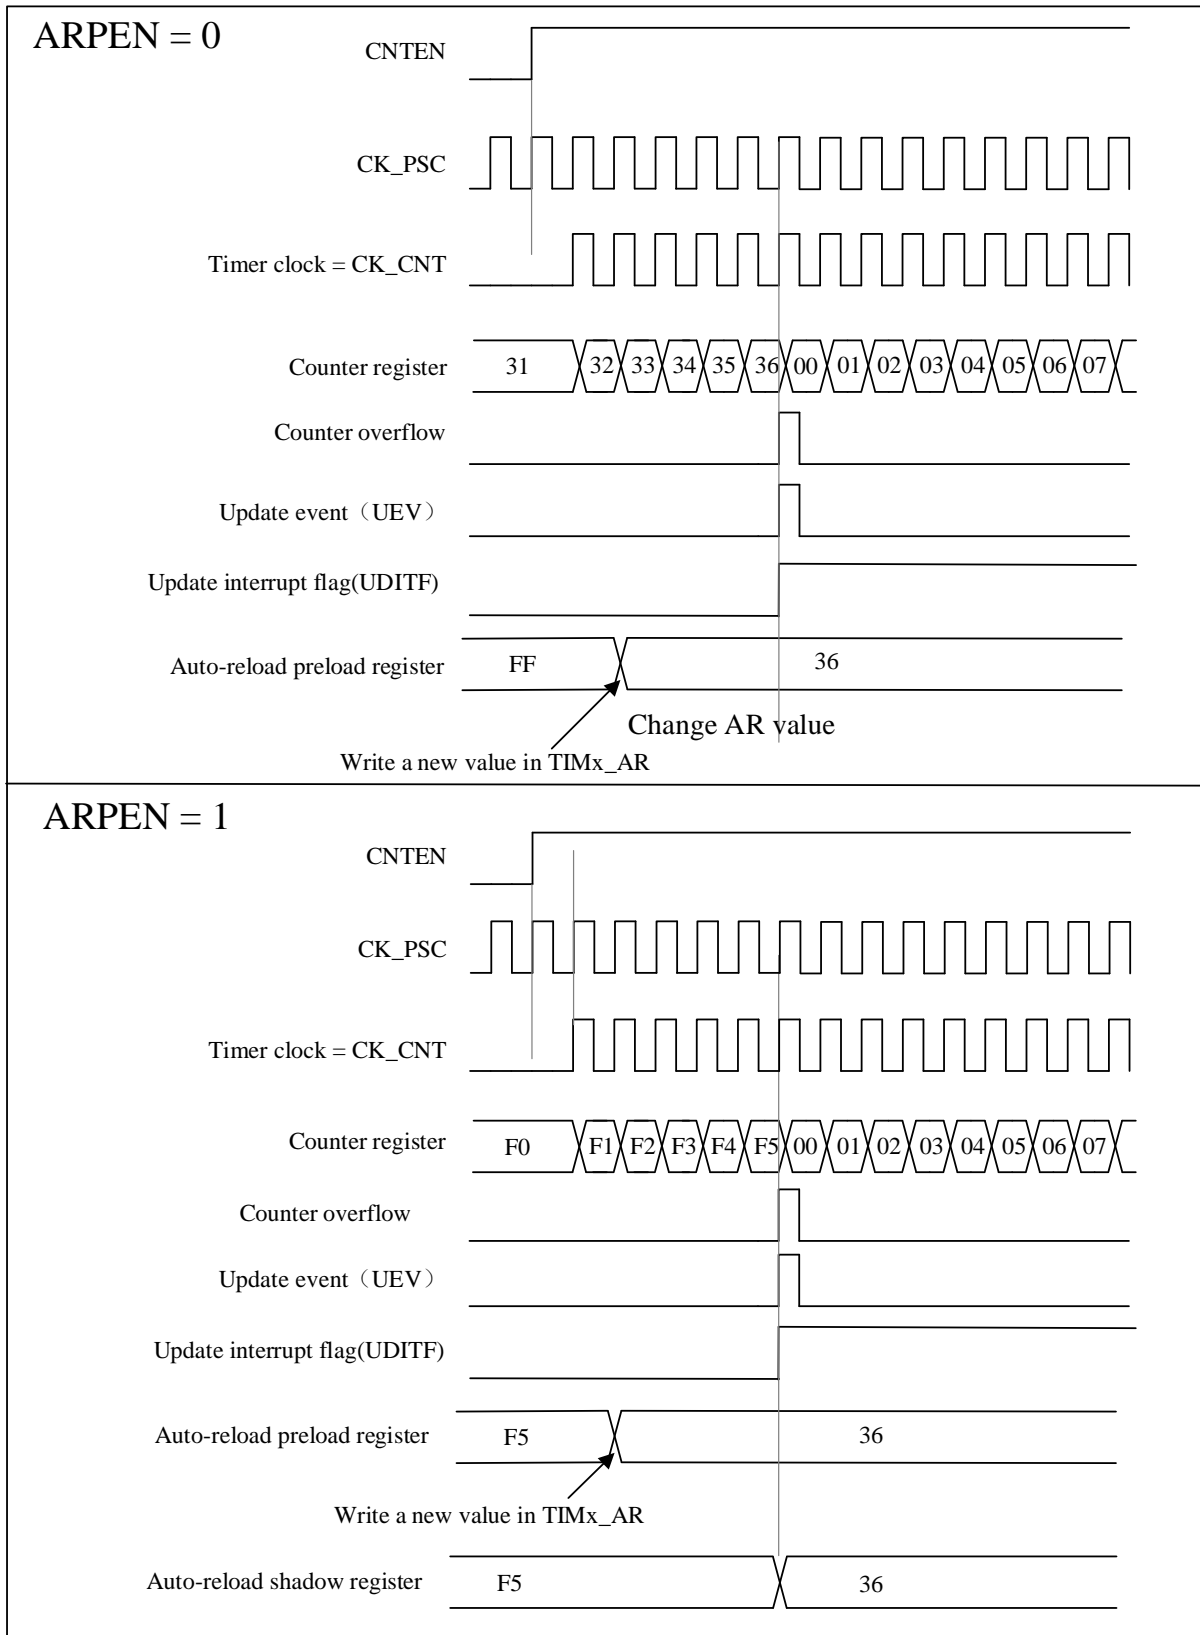 ARPEN = 0
CNTEN
CK_PSC
Timer clock = CK_CNT
Counter register 31 32 33 34 35 36 00 01 02 03 04 05 06 07
Counter overflow
Update event（UEV）
Update interrupt flag(UDITF)
Auto-reload preload register FF 36
Change AR value
Write a new value in TIMx_AR
ARPEN = 1
CNTEN
CK_PSC
Timer clock = CK_CNT
Counter register F0 F1 F2 F3 F4 F5 00 01 02 03 04 05 06 07
Counter overflow
Update event（UEV）
Update interrupt flag(UDITF)
Auto-reload preload register F5 36
Write a new value in TIMx_AR
Auto-reload shadow register F5 36